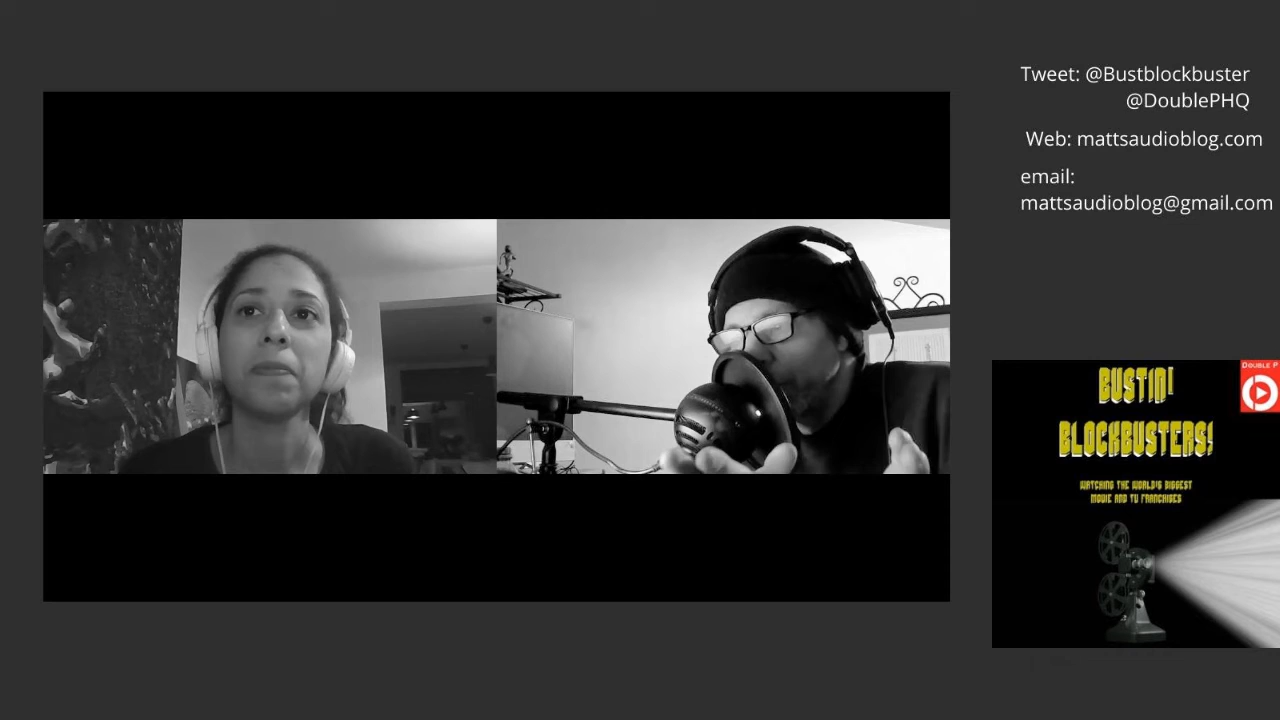 Tweet: @Bustblockbuster
@DoublePHQ
Web: mattsaudioblog.com
email:
mattsaudioblog@gmail.com
DOUBLE P
BUSTIN'
BLOCKBUSTERS!
WATCHING THE WORLD'S BIGGEST
MOVIE AND TV FRANCHISES